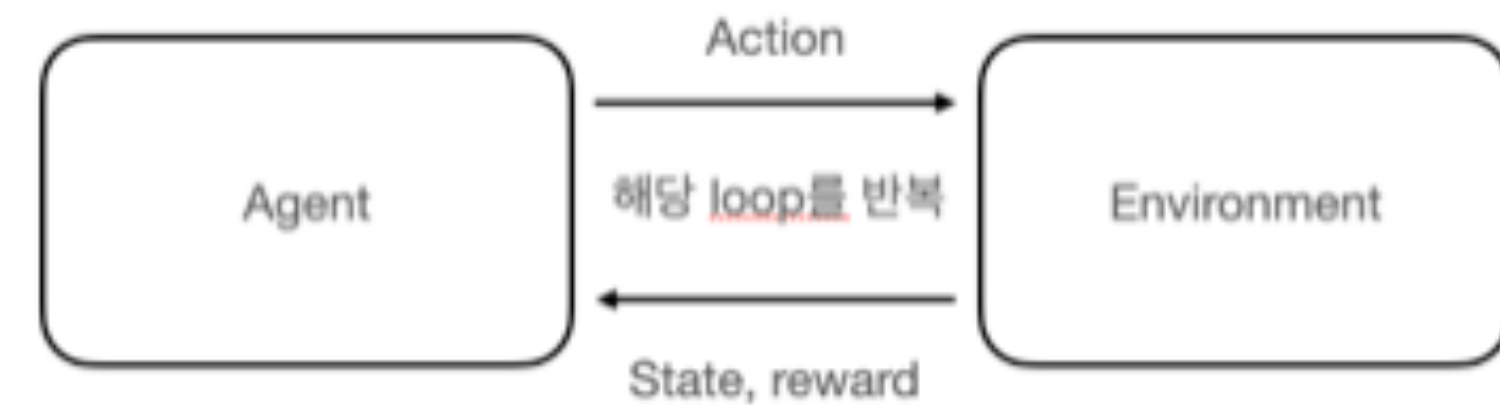 Action
Agent
해당 loop를 반복
Environment
State, reward